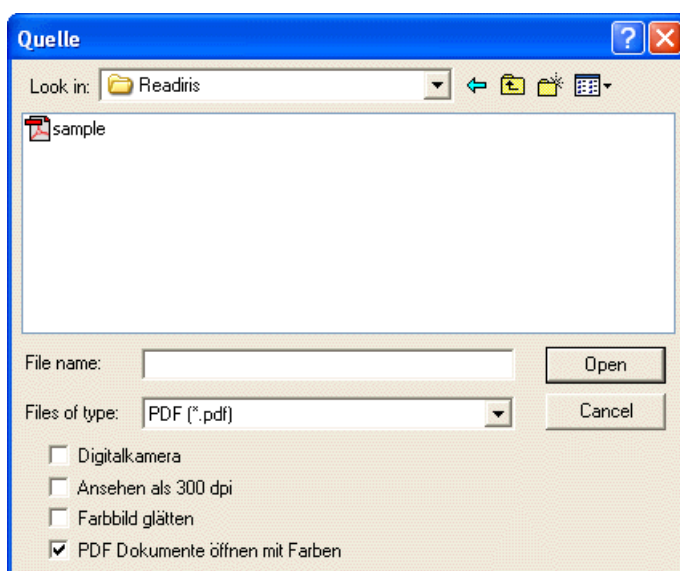 Quelle
Look in: Readiris
sample
File name: Open
Files of type: PDF (*.pdf) Cancel
Digitalkamera
Ansehen als 300 dpi
Farbbild glätten
PDF Dokumente öffnen mit Farben